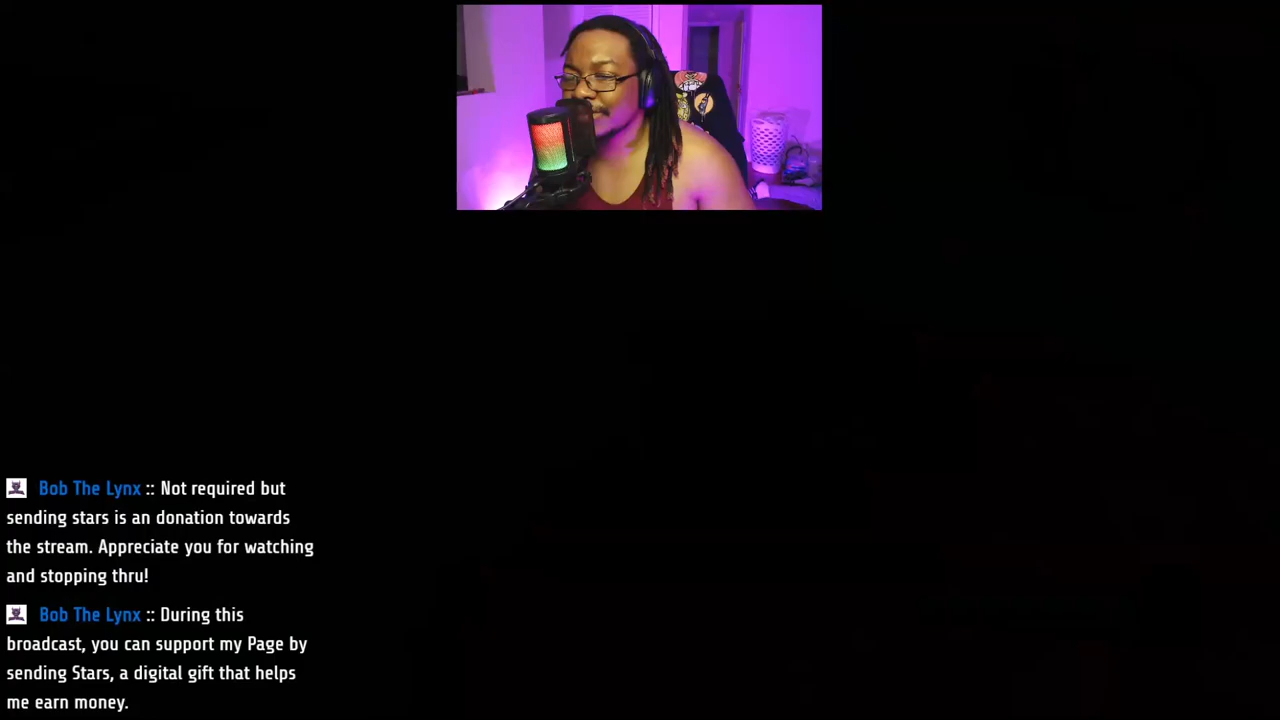 Bob The Lynx :: Not required but
sending stars is an donation towards
the stream. Appreciate you for watching
and stopping thru!
Bob The Lynx :: During this
broadcast, you can support my Page by
sending Stars, a digital gift that helps
me earn money.